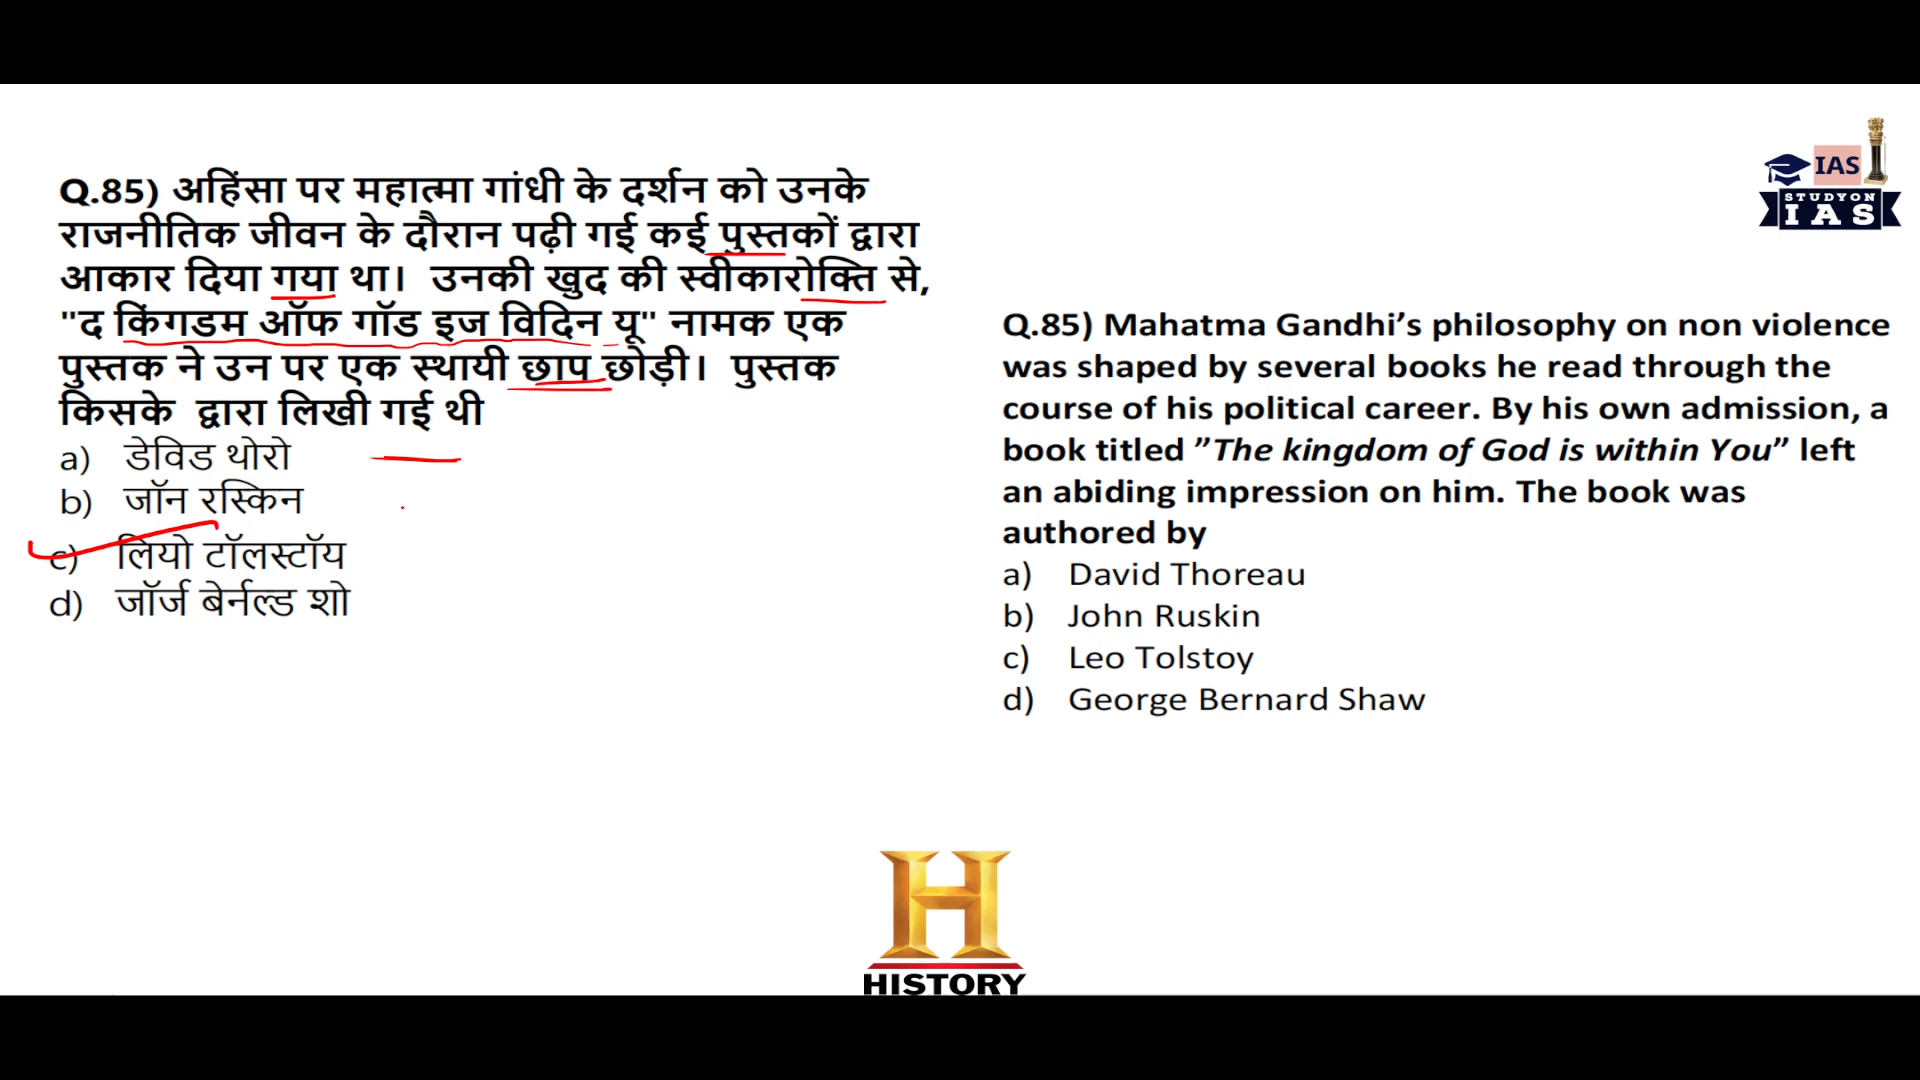 IAS
STUDYON
IAS
Q.85) अहिंसा पर महात्मा गांधी के दर्शन को उनके
राजनीतिक जीवन के दौरान पढ़ी गई कई पुस्तकों द्वारा
आकार दिया गया था। उनकी खुद की स्वीकारोक्ति से,
"द किंगडम ऑफ गॉड इज विदिन यू" नामक एक
पुस्तक ने उन पर एक स्थायी छाप छोड़ी। पुस्तक
किसके द्वारा लिखी गई थी
a) डेविड थोरो
b) जॉन रस्किन
c) लियो टॉलस्टॉय
d) जॉर्ज बेर्नल्ड शो
Q.85) Mahatma Gandhi’s philosophy on non violence
was shaped by several books he read through the
course of his political career. By his own admission, a
book titled ”The kingdom of God is within You” left
an abiding impression on him. The book was
authored by
a) David Thoreau
b) John Ruskin
c) Leo Tolstoy
d) George Bernard Shaw
H
HISTORY